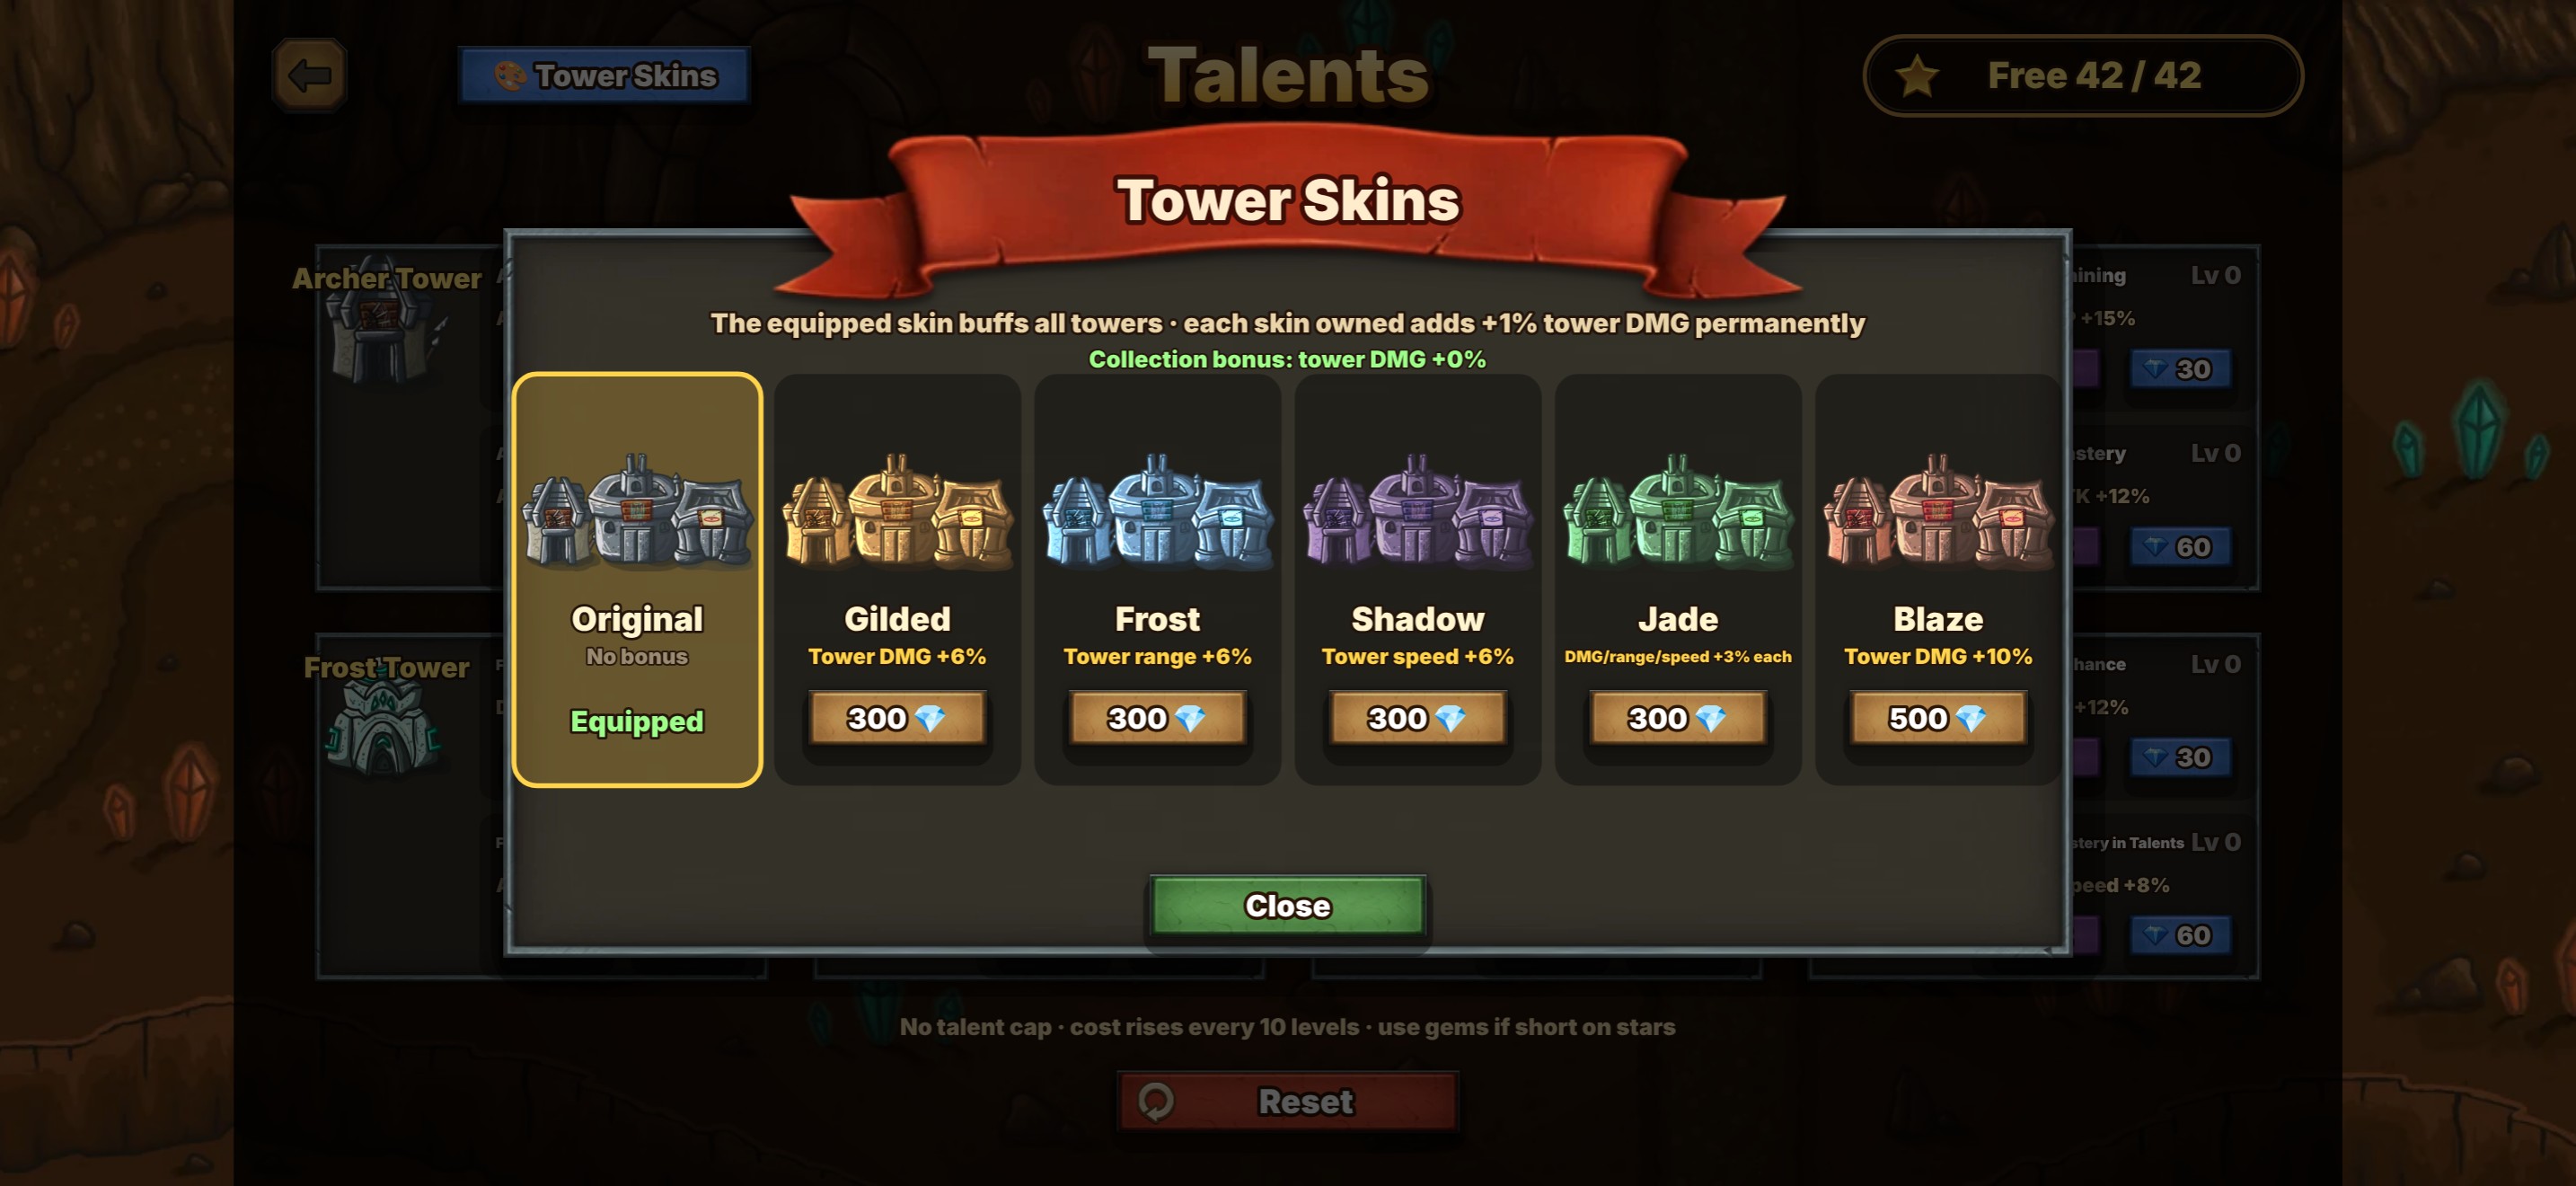 Tower Skins
Talents
Free 42 / 42
Tower Skins
Archer Tower
Lv 0
+15%
30
The equipped skin buffs all towers · each skin owned adds +1% tower DMG permanently
Collection bonus: tower DMG +0%
Lv 0
+12%
60
Original
No bonus
Equipped
Gilded
Tower DMG +6%
300
Frost
Tower range +6%
300
Shadow
Tower speed +6%
300
Jade
DMG/range/speed +3% each
300
Blaze
Tower DMG +10%
500
Frost Tower
Lv 0
+12%
30
in Talents Lv 0
+8%
60
Close
No talent cap · cost rises every 10 levels · use gems if short on stars
Reset